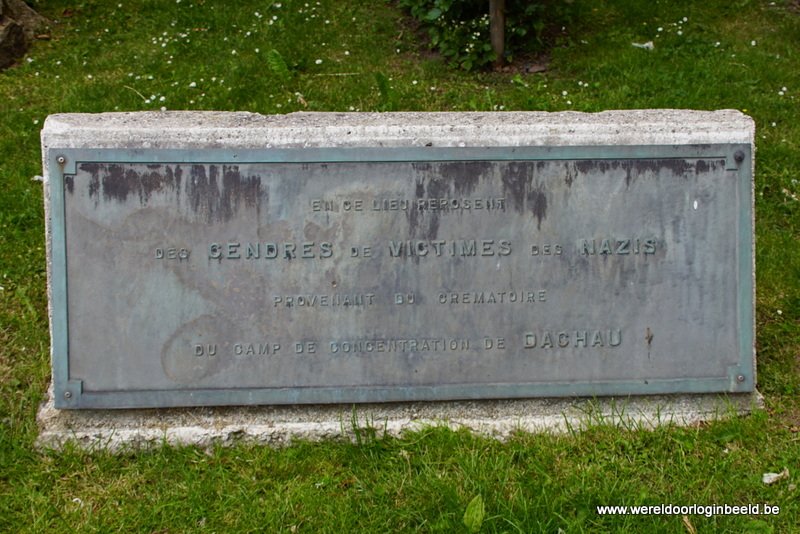 EN CE LIEU REPOSENT
DES CENDRES DE VICTIMES DES NAZIS
PROVENANT DU CREMATOIRE
DU CAMP DE CONCENTRATION DE DACHAU
www.wereldoorloginbeeld.be